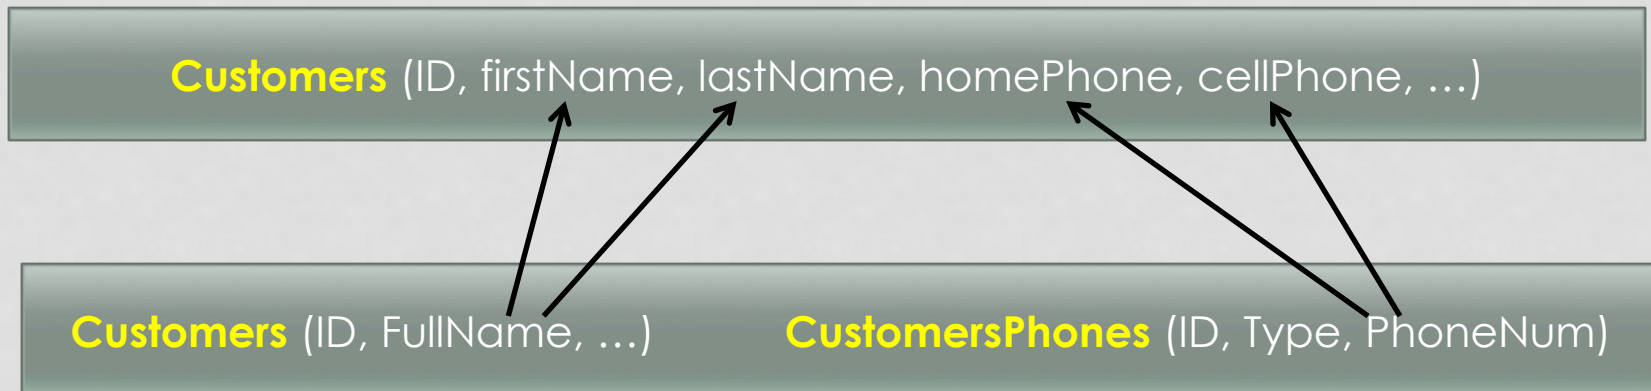 Customers (ID, firstName, lastName, homePhone, cellPhone, …)
Customers (ID, FullName, …) CustomersPhones (ID, Type, PhoneNum)